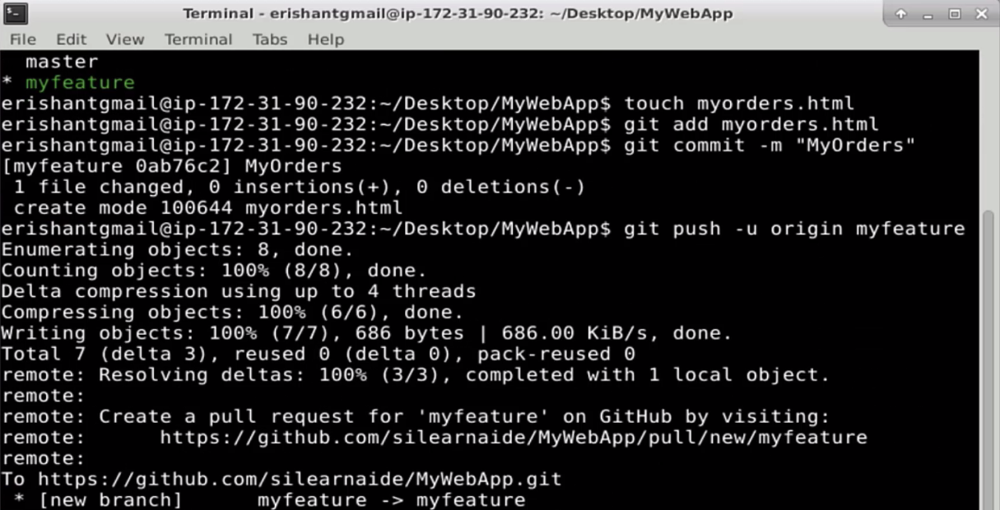 Terminal - erishantgmail@ip-172-31-90-232: ~/Desktop/MyWebApp
File Edit View Terminal Tabs Help
  master
* myfeature
erishantgmail@ip-172-31-90-232:~/Desktop/MyWebApp$ touch myorders.html
erishantgmail@ip-172-31-90-232:~/Desktop/MyWebApp$ git add myorders.html
erishantgmail@ip-172-31-90-232:~/Desktop/MyWebApp$ git commit -m "MyOrders"
[myfeature 0ab76c2] MyOrders
 1 file changed, 0 insertions(+), 0 deletions(-)
 create mode 100644 myorders.html
erishantgmail@ip-172-31-90-232:~/Desktop/MyWebApp$ git push -u origin myfeature
Enumerating objects: 8, done.
Counting objects: 100% (8/8), done.
Delta compression using up to 4 threads
Compressing objects: 100% (6/6), done.
Writing objects: 100% (7/7), 686 bytes | 686.00 KiB/s, done.
Total 7 (delta 3), reused 0 (delta 0), pack-reused 0
remote: Resolving deltas: 100% (3/3), completed with 1 local object.
remote:
remote: Create a pull request for 'myfeature' on GitHub by visiting:
remote:      https://github.com/silearnaide/MyWebApp/pull/new/myfeature
remote:
To https://github.com/silearnaide/MyWebApp.git
 * [new branch]      myfeature -> myfeature